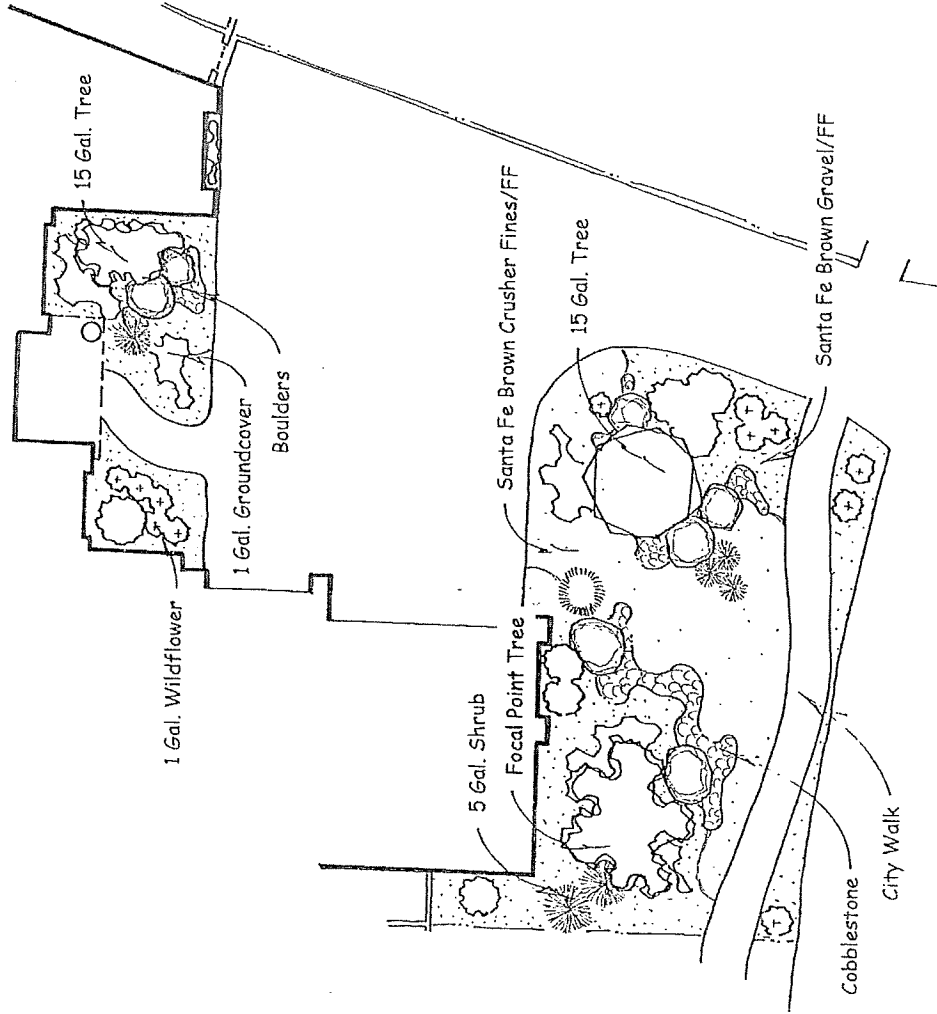 15 Gal. Tree
1 Gal. Groundcover
Boulders
1 Gal. Wildflower
Santa Fe Brown Crusher Fines/FF
15 Gal. Tree
Santa Fe Brown Gravel/FF
5 Gal. Shrub
Focal Point Tree
Cobblestone
City Walk